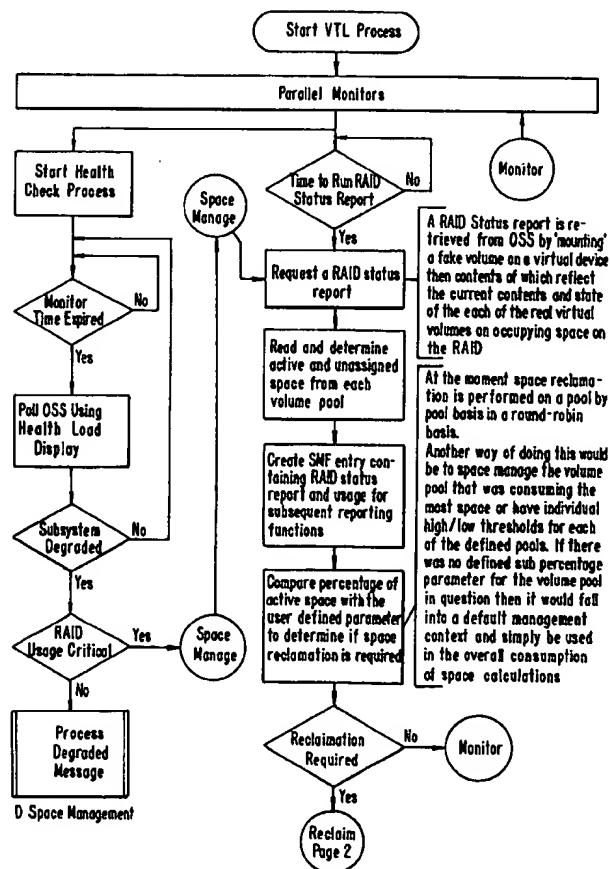 Start VTL Process
Parallel Monitors
Start Health
Check Process
Monitor
Time Expired
No
Yes
Poll OSS Using
Health Load
Display
Subsystem
Degraded
No
Yes
RAID
Usage Critical
Yes
No
Process
Degraded
Message
D Space Management
Space
Manage
Space
Manage
Time to Run RAID
Status Report
No
Yes
Monitor
Request a RAID status
report
Read and determine
active and unassigned
space from each
volume pool
Create SMF entry con-
taining RAID status
report and usage for
subsequent reporting
functions
Compare percentage of
active space with the
user defined parameter
to determine if space
reclamation is required
Reclaimation
Required
No
Monitor
Yes
Reclaim
Page 2
A RAID Status report is re-
trieved from OSS by 'mounting'
a fake volume on a virtual device
then contents of which reflect
the current contents and state
of the each of the real virtual
volumes on occupying space on
the RAID
At the moment space reclama-
tion is performed on a pool by
pool basis in a round-robin
basis.
Another way of doing this would
be to space manage the volume
pool that was consuming the
most space or have individual
high/low thresholds for each
of the defined pools. If there
was no defined sub percentage
parameter for the volume pool
in question then it would fall
into a default management
context and simply be used
in the overall consumption
of space calculations